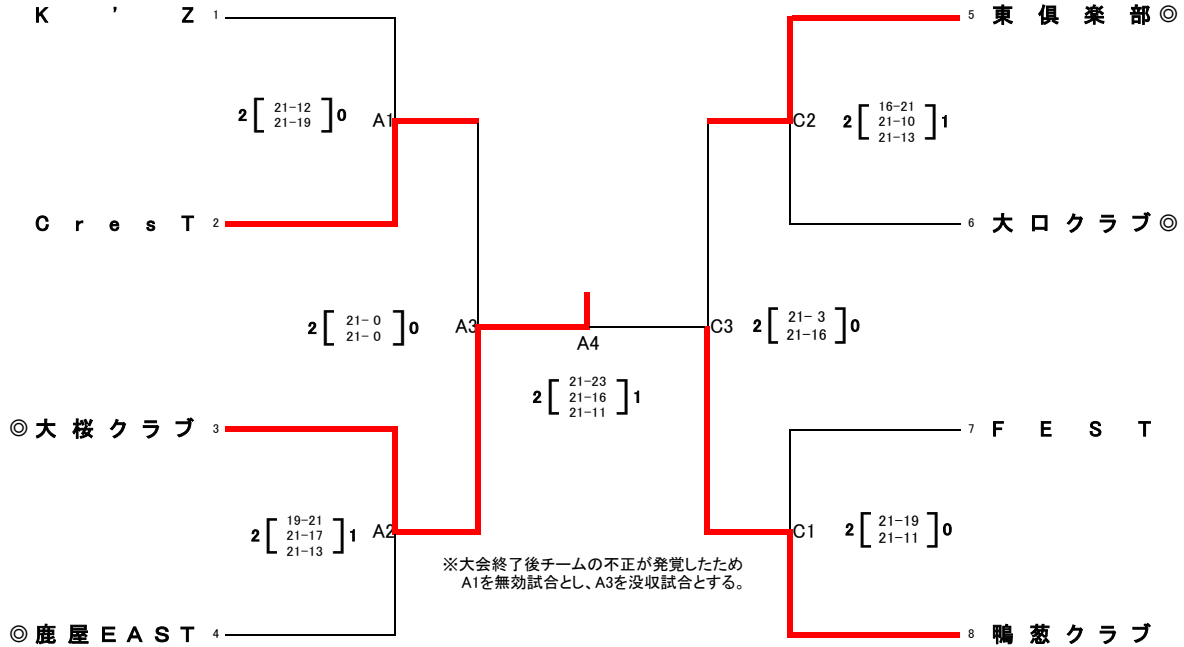 K ' Z 1
5 東倶楽部◎
2 [ 21-12 ] 0
21-19
A1
C2
2 [ 16-21 ] 1
21-10
21-13
CresT 2
6 大口クラブ◎
2 [ 21- 0 ] 0
21- 0
A3
A4
C3
2 [ 21- 3 ] 0
21-16
2 [ 21-23 ] 1
21-16
21-11
◎大桜クラブ 3
7 FEST
2 [ 19-21 ] 1
21-17
21-13
A2
C1
2 [ 21-19 ] 0
21-11
※大会終了後チームの不正が発覚したため
A1を無効試合とし、A3を没収試合とする。
◎鹿屋EAST 4
8 鴨葱クラブ